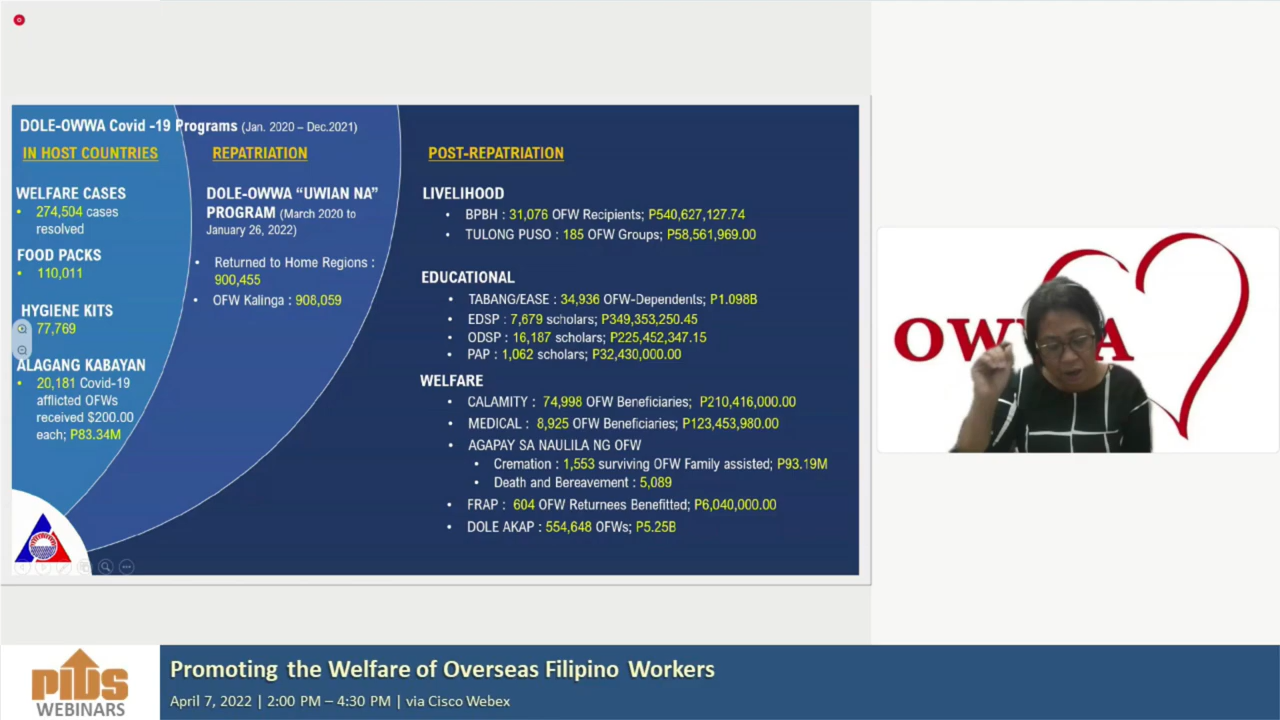 DOLE-OWWA Covid -19 Programs (Jan. 2020 – Dec.2021)
IN HOST COUNTRIES
WELFARE CASES
• 274,504 cases
resolved
FOOD PACKS
• 110,011
HYGIENE KITS
77,769
ALAGANG KABAYAN
• 20,181 Covid-19
afflicted OFWs
received $200.00
each; P83.34M
REPATRIATION
DOLE-OWWA “UWIAN NA”
PROGRAM (March 2020 to
January 26, 2022)
• Returned to Home Regions :
900,455
• OFW Kalinga : 908,059
POST-REPATRIATION
LIVELIHOOD
• BPBH : 31,076 OFW Recipients; P540,627,127.74
• TULONG PUSO : 185 OFW Groups; P58,561,969.00
EDUCATIONAL
• TABANG/EASE : 34,936 OFW-Dependents; P1.098B
• EDSP : 7,679 scholars; P349,353,250.45
• ODSP : 16,187 scholars; P225,452,347.15
• PAP : 1,062 scholars; P32,430,000.00
WELFARE
• CALAMITY : 74,998 OFW Beneficiaries; P210,416,000.00
• MEDICAL : 8,925 OFW Beneficiaries; P123,453,980.00
• AGAPAY SA NAULILA NG OFW
• Cremation : 1,553 surviving OFW Family assisted; P93.19M
• Death and Bereavement : 5,089
• FRAP : 604 OFW Returnees Benefitted; P6,040,000.00
• DOLE AKAP : 554,648 OFWs; P5.25B
OW A
PIDS
WEBINARS
Promoting the Welfare of Overseas Filipino Workers
April 7, 2022 | 2:00 PM – 4:30 PM | via Cisco Webex